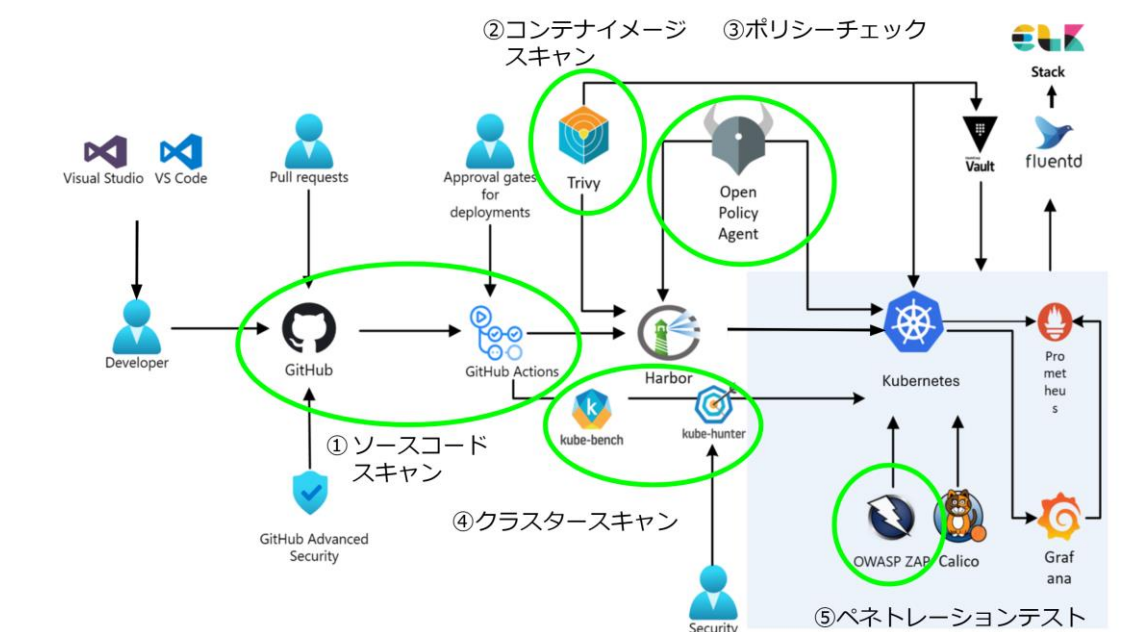 ②コンテナイメージ
スキャン
③ポリシーチェック
Stack
Visual Studio
VS Code
Pull requests
Approval gates
for
deployments
Trivy
Open
Policy
Agent
Vault
fluentd
Developer
GitHub
GitHub Actions
Harbor
Kubernetes
Pro
met
heu
s
kube-bench
kube-hunter
① ソースコード
スキャン
GitHub Advanced
Security
④クラスタースキャン
OWASP ZAP
Calico
Graf
ana
⑤ペネトレーションテスト
Security